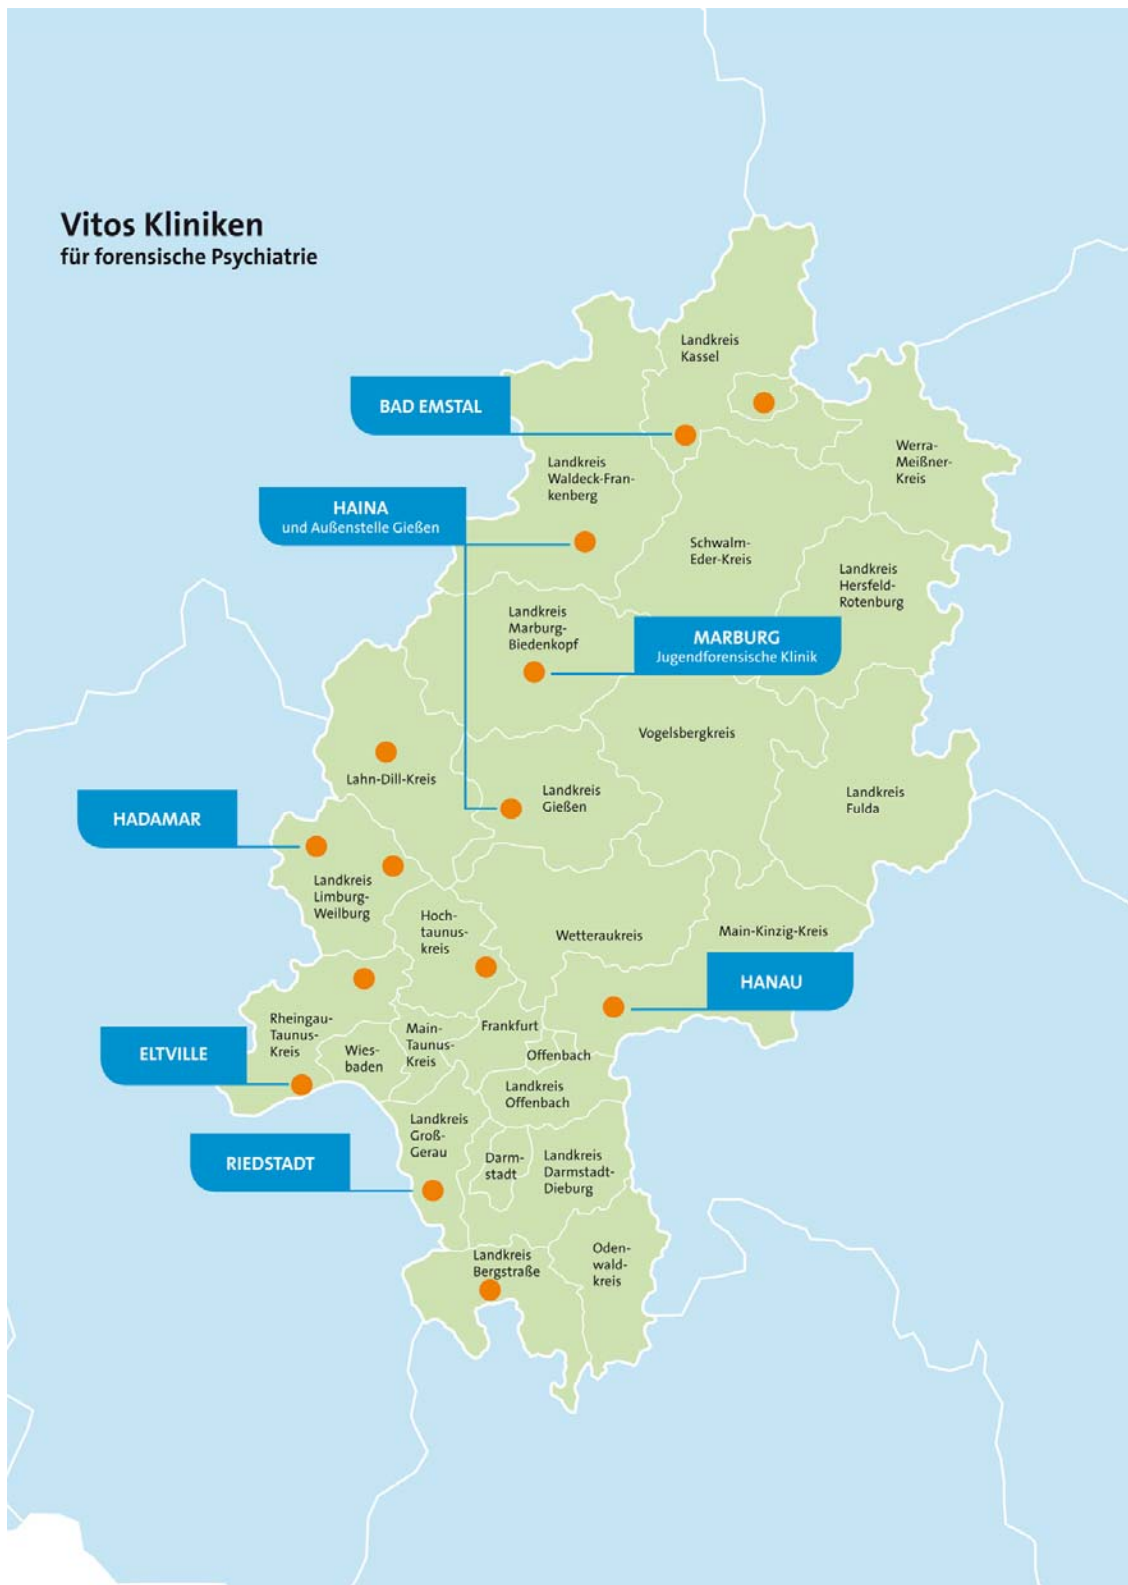 Vitos Kliniken
für forensische Psychiatrie
Landkreis
Kassel
BAD EMSTAL
Werra-
Meißner-
Kreis
Landkreis
Waldeck-Fran-
kenberg
HAINA
und Außenstelle Gießen
Schwalm-
Eder-Kreis
Landkreis
Hersfeld-
Rotenburg
Landkreis
Marburg-
Biedenkopf
MARBURG
Jugendforensische Klinik
Vogelsbergkreis
Lahn-Dill-Kreis
Landkreis
Gießen
Landkreis
Fulda
HADAMAR
Landkreis
Limburg-
Weilburg
Hoch-
taunus-
kreis
Wetteraukreis
Main-Kinzig-Kreis
HANAU
Rheingau-
Taunus-
Kreis
Main-
Taunus-
Kreis
Frankfurt
ELTVILLE
Wies-
baden
Offenbach
Landkreis
Offenbach
Landkreis
Groß-
Gerau
RIEDSTADT
Darm-
stadt
Landkreis
Darmstadt-
Dieburg
Landkreis
Bergstraße
Oden-
wald-
kreis